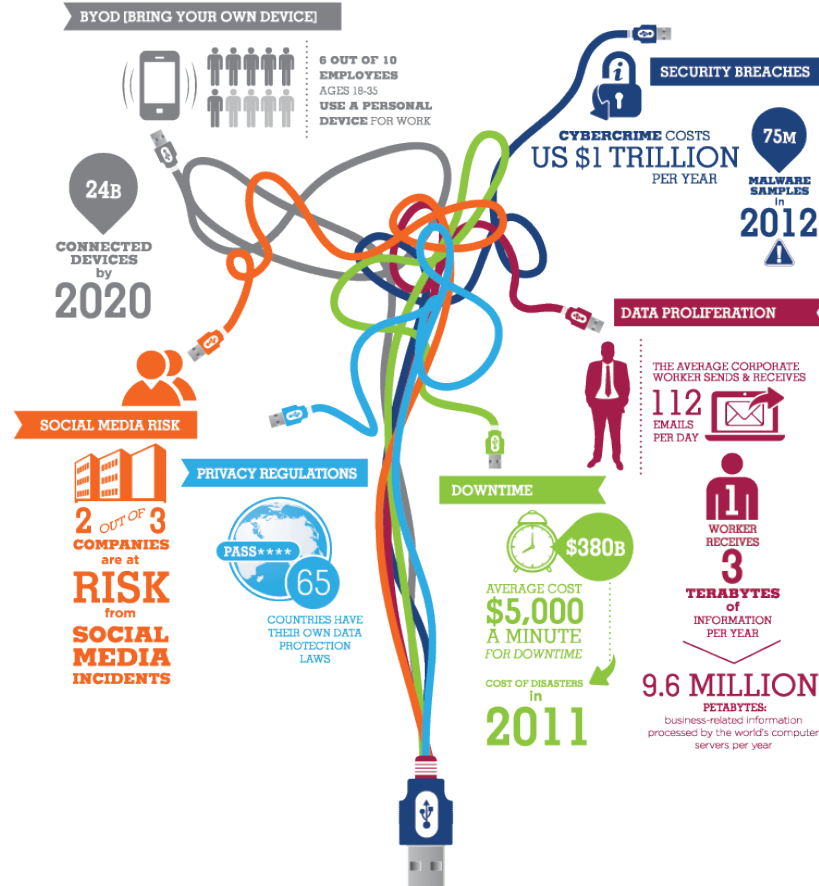 BYOD [BRING YOUR OWN DEVICE]
6 OUT OF 10
EMPLOYEES
AGES 18-35
USE A PERSONAL
DEVICE FOR WORK
24B
CONNECTED
DEVICES
by
2020
SECURITY BREACHES
CYBERCRIME COSTS
US $1 TRILLION
PER YEAR
75M
MALWARE
SAMPLES
in
2012
DATA PROLIFERATION
THE AVERAGE CORPORATE
WORKER SENDS & RECEIVES
112
EMAILS
PER DAY
1
WORKER
RECEIVES
3
TERABYTES
of
INFORMATION
PER YEAR
9.6 MILLION
PETABYTES:
business-related information
processed by the world's computer
servers per year
SOCIAL MEDIA RISK
2 OUT OF 3
COMPANIES
are at
RISK
from
SOCIAL
MEDIA
INCIDENTS
PRIVACY REGULATIONS
PASS****
65
COUNTRIES HAVE
THEIR OWN DATA
PROTECTION
LAWS
DOWNTIME
$380B
AVERAGE COST
$5,000
A MINUTE
FOR DOWNTIME
COST OF DISASTERS
in
2011